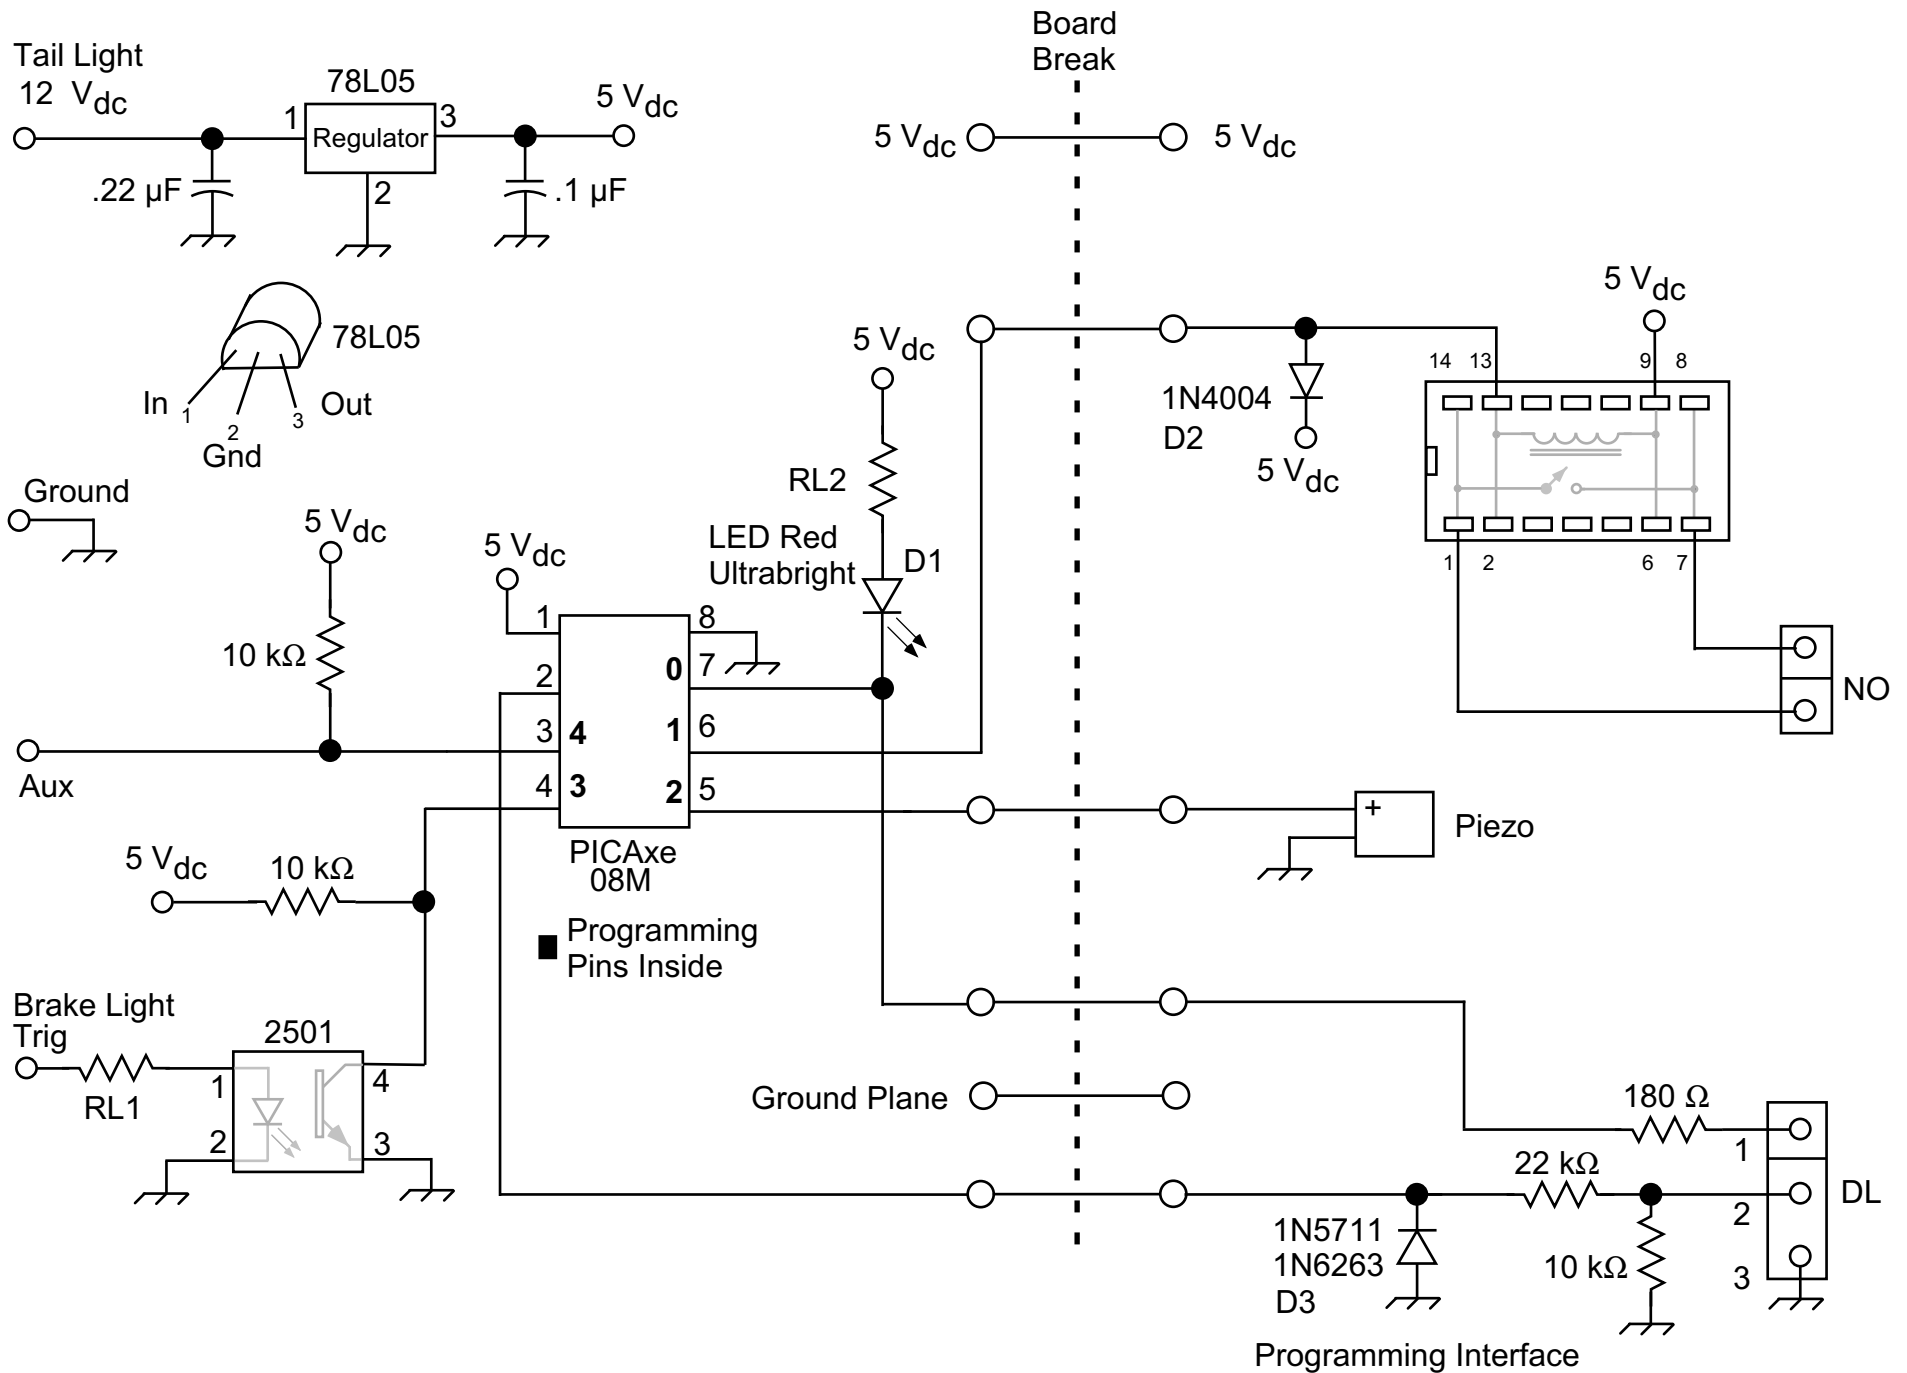 Board
Break
Tail Light
12 Vdc
78L05
1
Regulator
3
5 Vdc
2
.22 µF
.1 µF
5 Vdc
5 Vdc
78L05
In
1
2
3
Out
Gnd
Ground
5 Vdc
10 kΩ
Aux
5 Vdc
5 Vdc
RL2
LED Red
Ultrabright
D1
1
2
3
4
4
3
8
0
7
1
6
2
5
PICAxe
08M
Programming
Pins Inside
5 Vdc
10 kΩ
Brake Light
Trig
RL1
2501
1
2
4
3
1N4004
D2
5 Vdc
5 Vdc
14
13
9
8
1
2
6
7
NO
+
Piezo
Ground Plane
180 Ω
1
22 kΩ
2
DL
10 kΩ
3
1N5711
1N6263
D3
Programming Interface